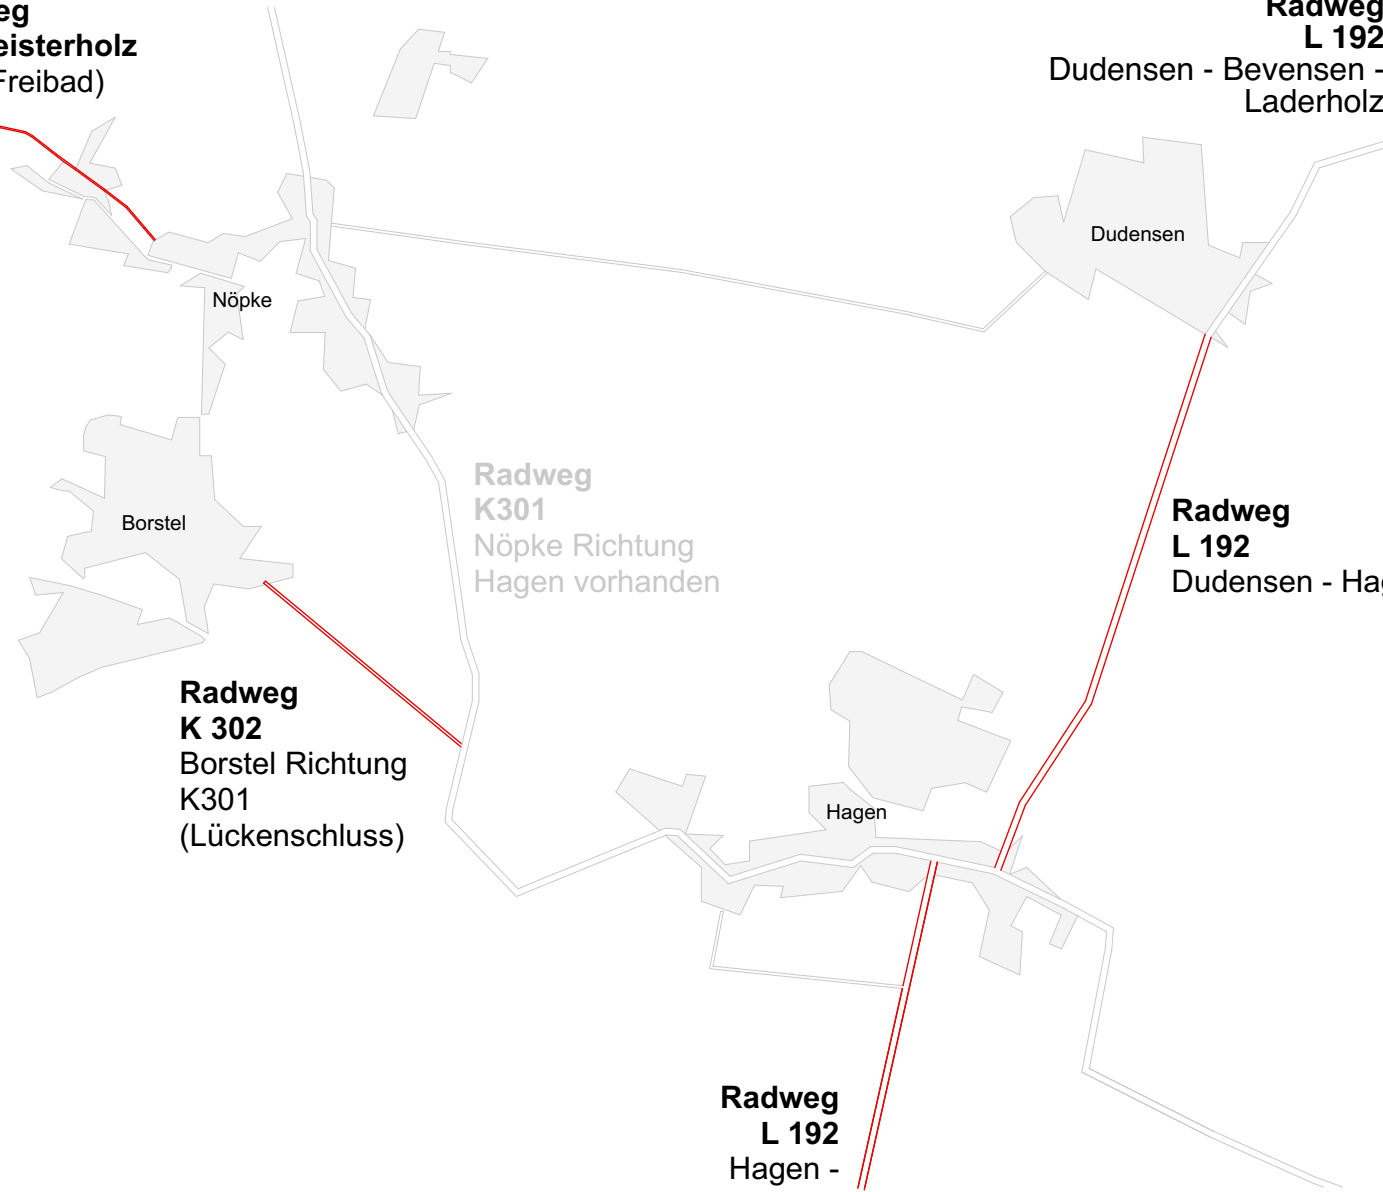 eg
eisterholz
Freibad)
Radweg
L 192
Dudensen - Bevensen -
Laderholz
Dudensen
Nöpke
Borstel
Radweg
K301
Nöpke Richtung
Hagen vorhanden
Radweg
L 192
Dudensen - Hag
Radweg
K 302
Borstel Richtung
K301
(Lückenschluss)
Hagen
Radweg
L 192
Hagen -